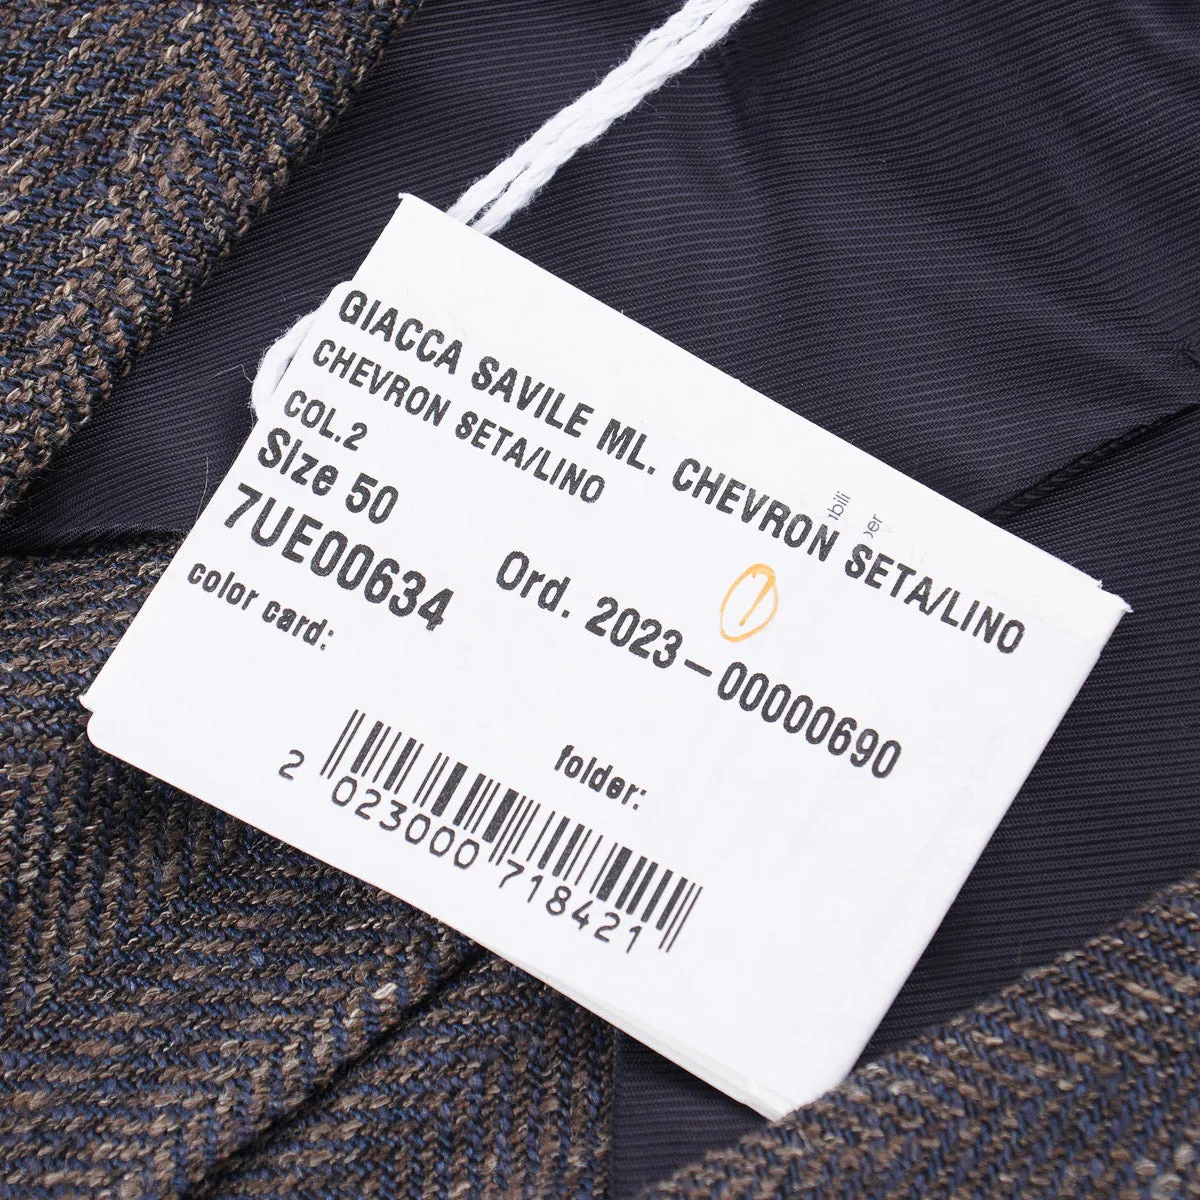 GIACCA SAVILE ML. CHEVRON SETA/LINO
CHEVRON SETA/LINO
COL.2
Size 50
7UE00634
Ord. 2023-00000690
color card:
folder:
2 023000 718421